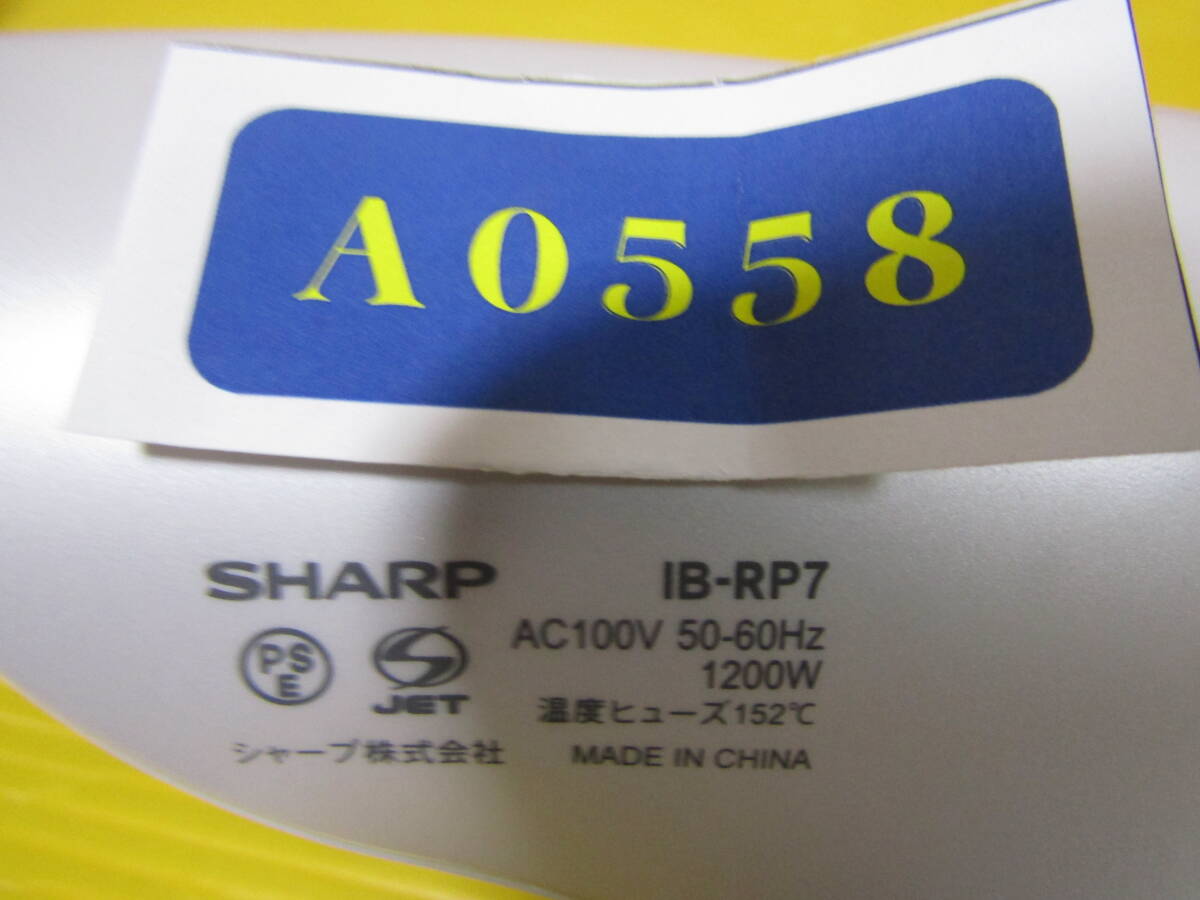 A0558
SHARP IB-RP7
AC100V 50-60Hz
1200W
PSE JET
温度ヒューズ152℃
シャープ株式会社 MADE IN CHINA